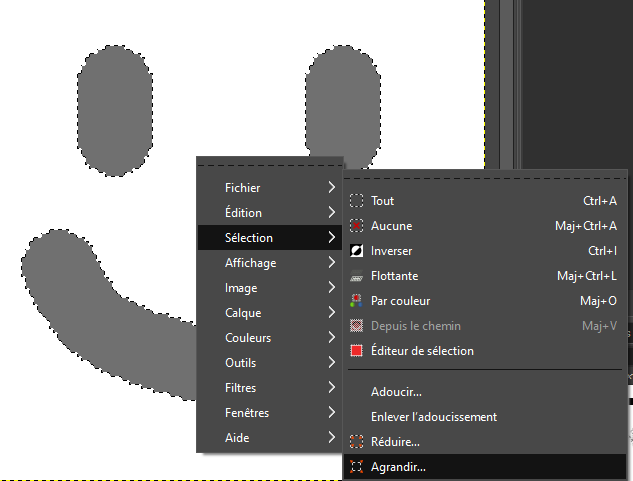 Fichier
Édition
Sélection
Affichage
Image
Calque
Couleurs
Outils
Filtres
Fenêtres
Aide
Tout Ctrl+A
Aucune Maj+Ctrl+A
Inverser Ctrl+I
Flottante Maj+Ctrl+L
Par couleur Maj+O
Depuis le chemin Maj+V
Éditeur de sélection
Adoucir...
Enlever l’adoucissement
Réduire...
Agrandir...